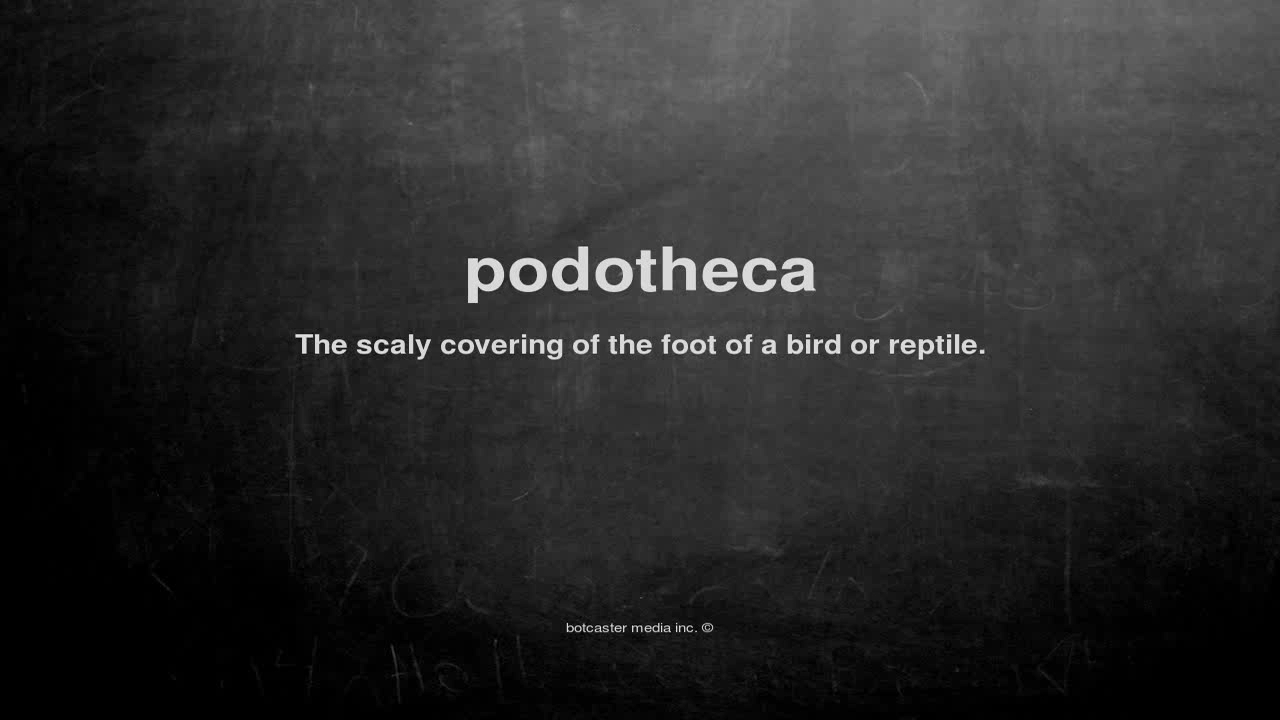 podotheca
The scaly covering of the foot of a bird or reptile.
botcaster media inc. ©